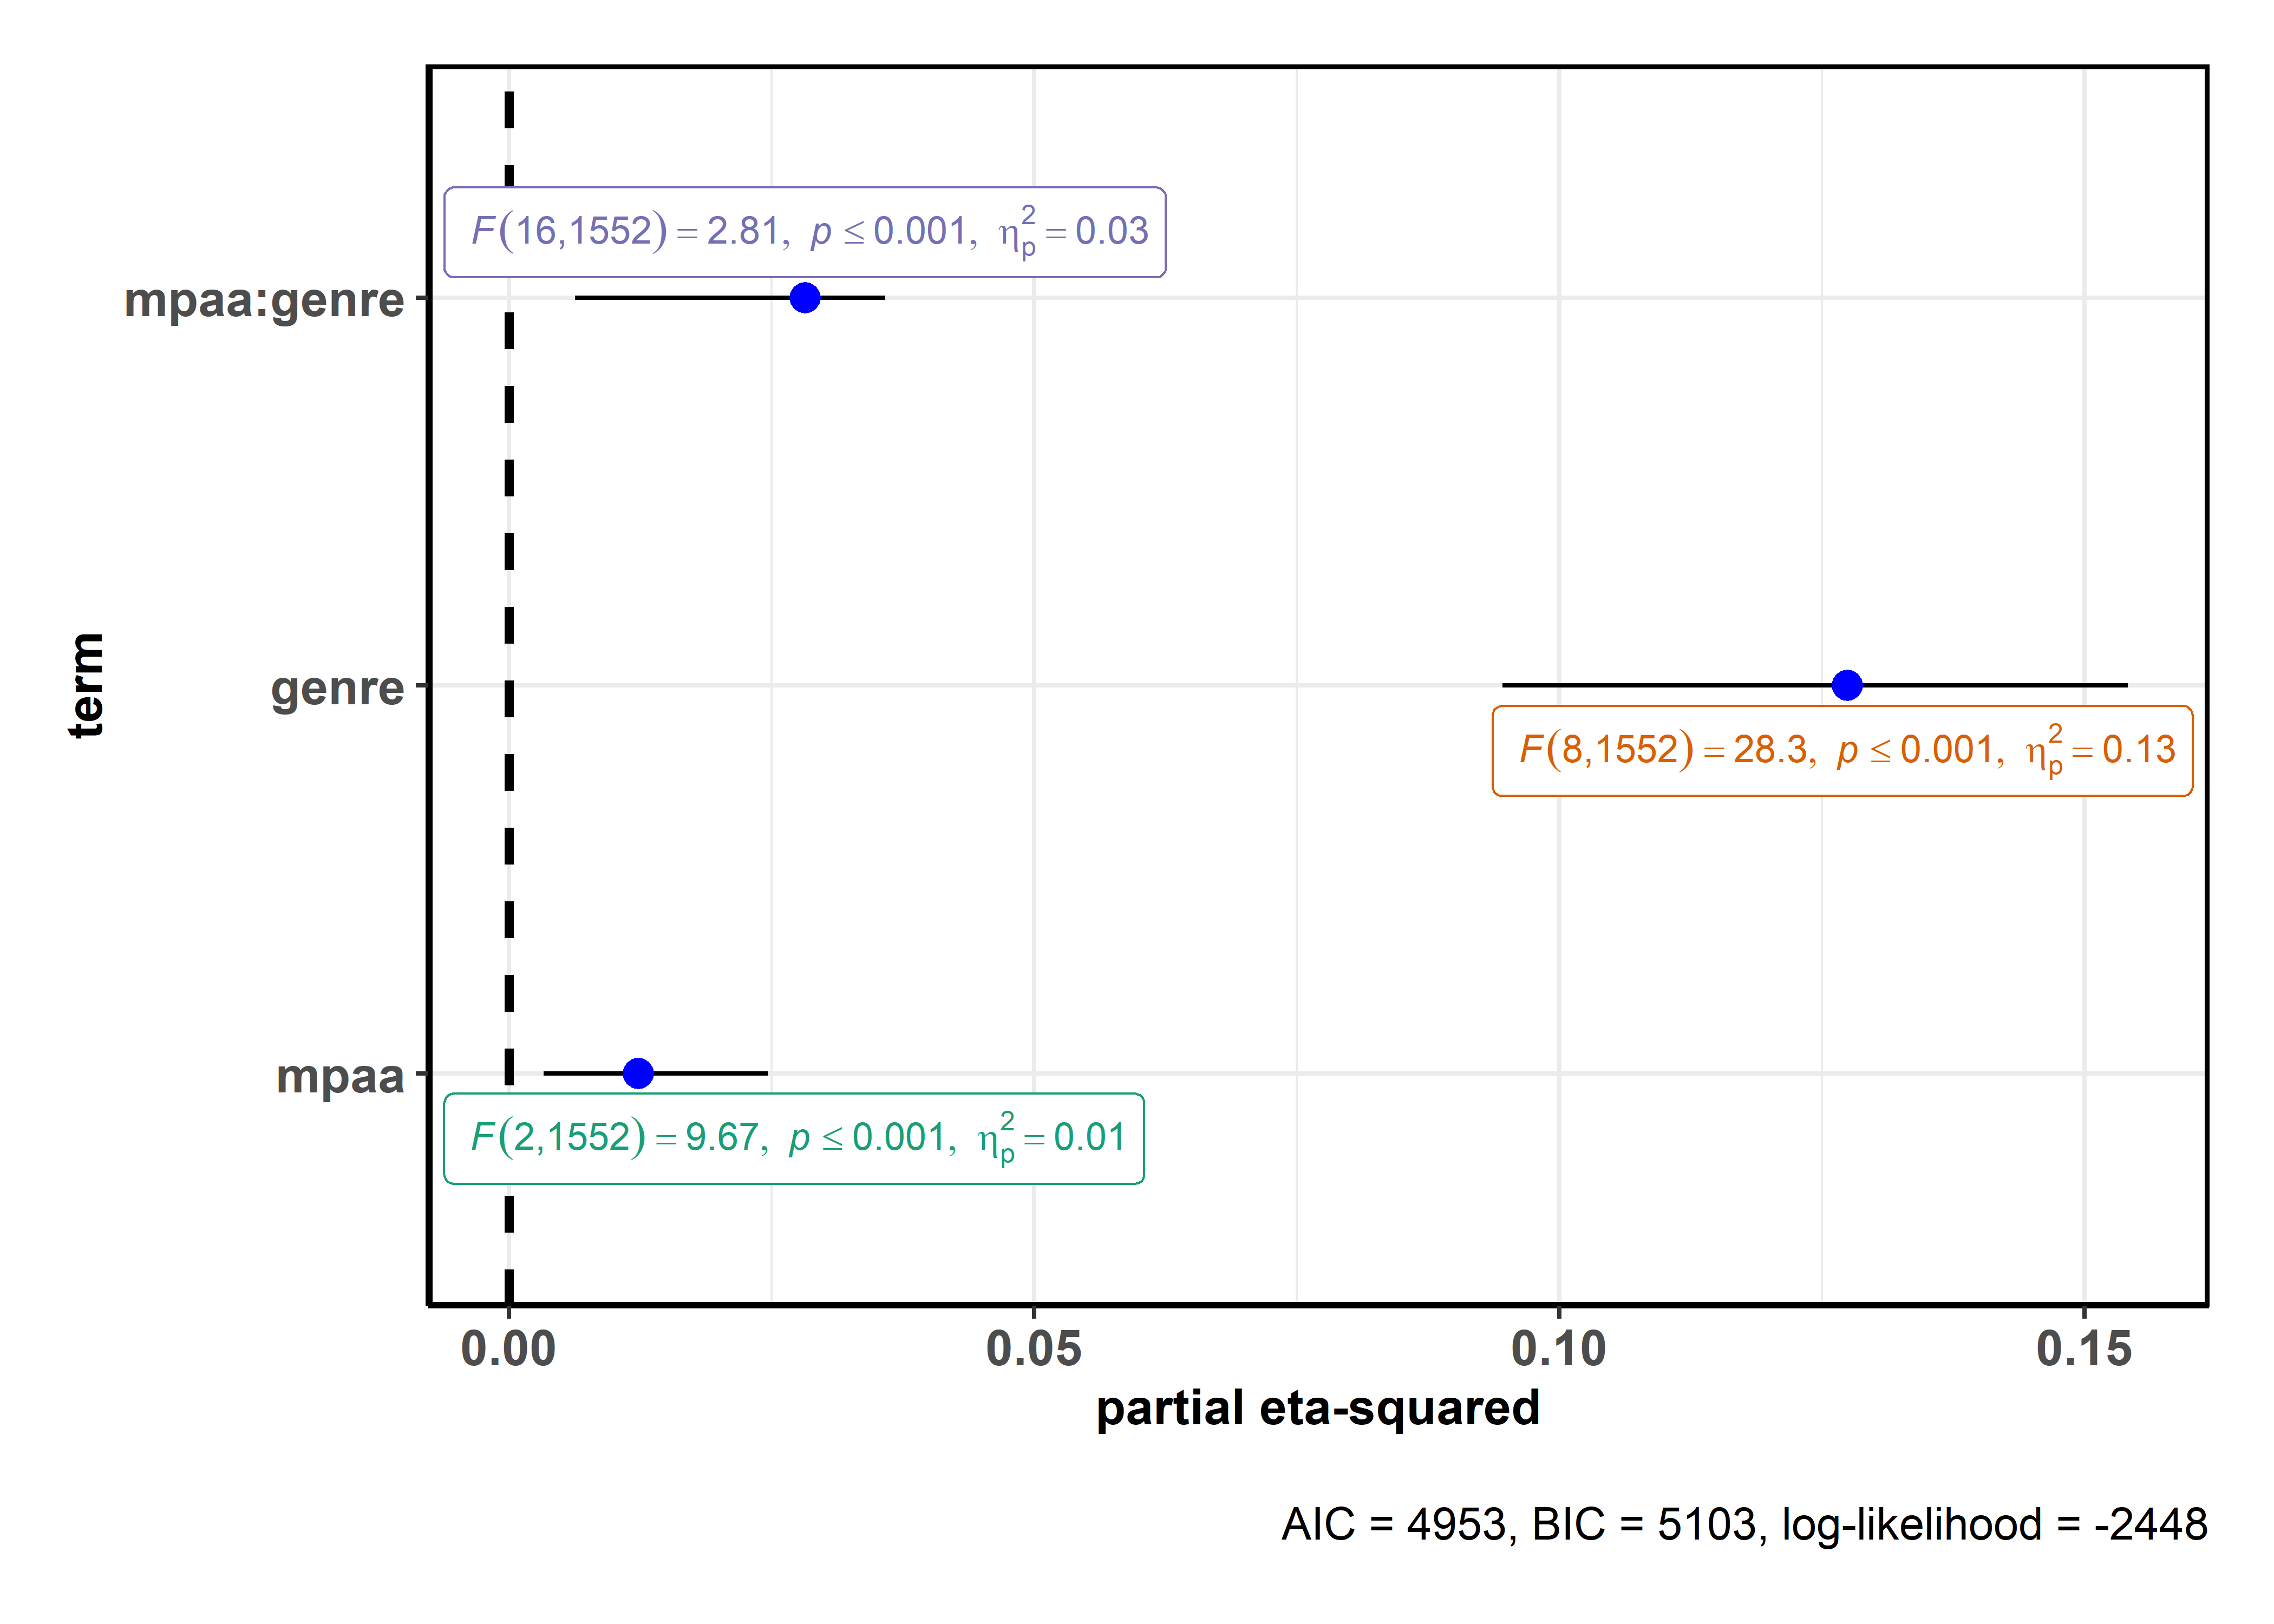 F(16,1552) = 2.81, p ≤ 0.001, η²ₚ = 0.03
mpaa:genre
genre
F(8,1552) = 28.3, p ≤ 0.001, η²ₚ = 0.13
term
mpaa
F(2,1552) = 9.67, p ≤ 0.001, η²ₚ = 0.01
0.00 0.05 0.10 0.15
partial eta-squared
AIC = 4953, BIC = 5103, log-likelihood = -2448